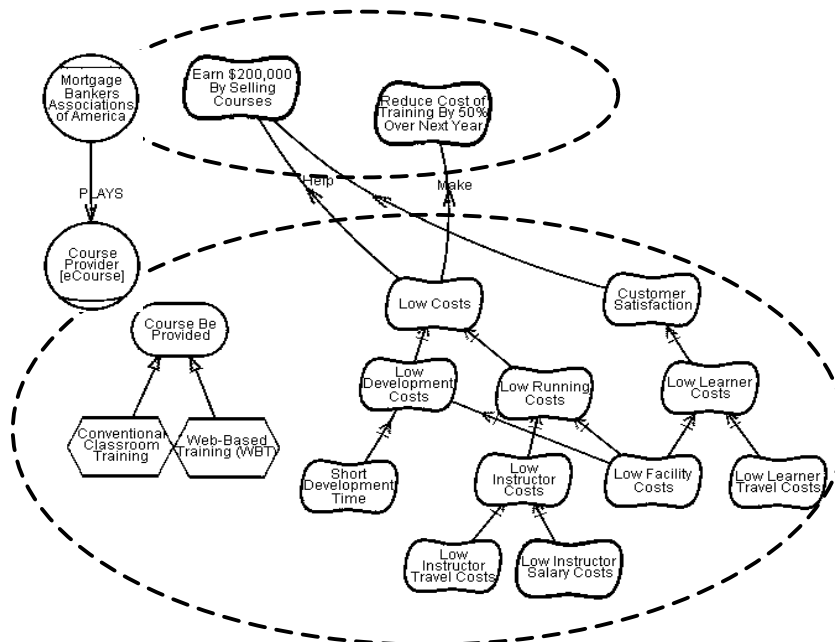 Mortgage
Bankers
Associations
of America
Earn $200,000
By Selling
Courses
Reduce Cost of
Training By 50%
Over Next Year
Help
Make
PLAYS
Course
Provider
[eCourse]
Low Costs
Customer
Satisfaction
Course Be
Provided
Low
Development
Costs
Low Running
Costs
Low Learner
Costs
Conventional
Classroom
Training
Web-Based
Training (WBT)
Short
Development
Time
Low
Instructor
Costs
Low Facility
Costs
Low Learner
Travel Costs
Low
Instructor
Travel Costs
Low Instructor
Salary Costs